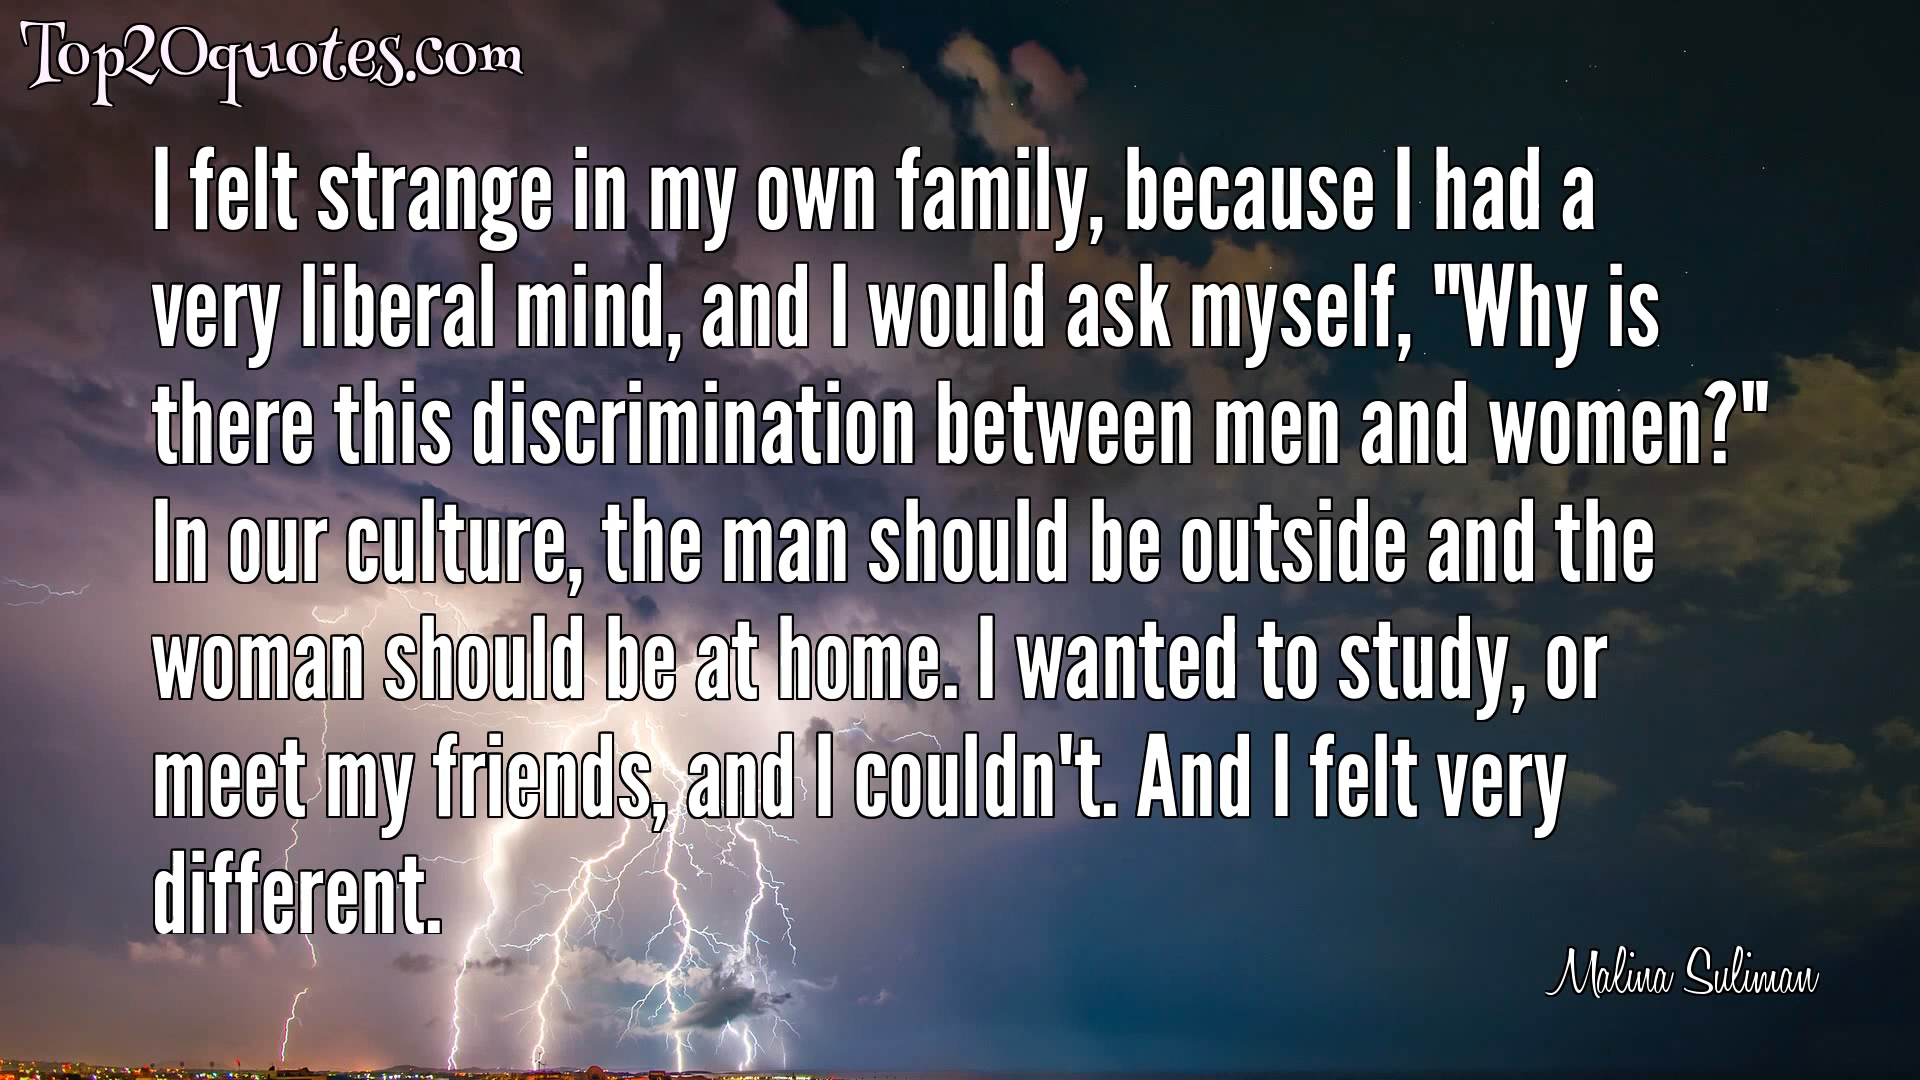 Top20quotes.com
I felt strange in my own family, because I had a
very liberal mind, and I would ask myself, "Why is
there this discrimination between men and women?"
In our culture, the man should be outside and the
woman should be at home. I wanted to study, or
meet my friends, and I couldn't. And I felt very
different.
Malina Suliman